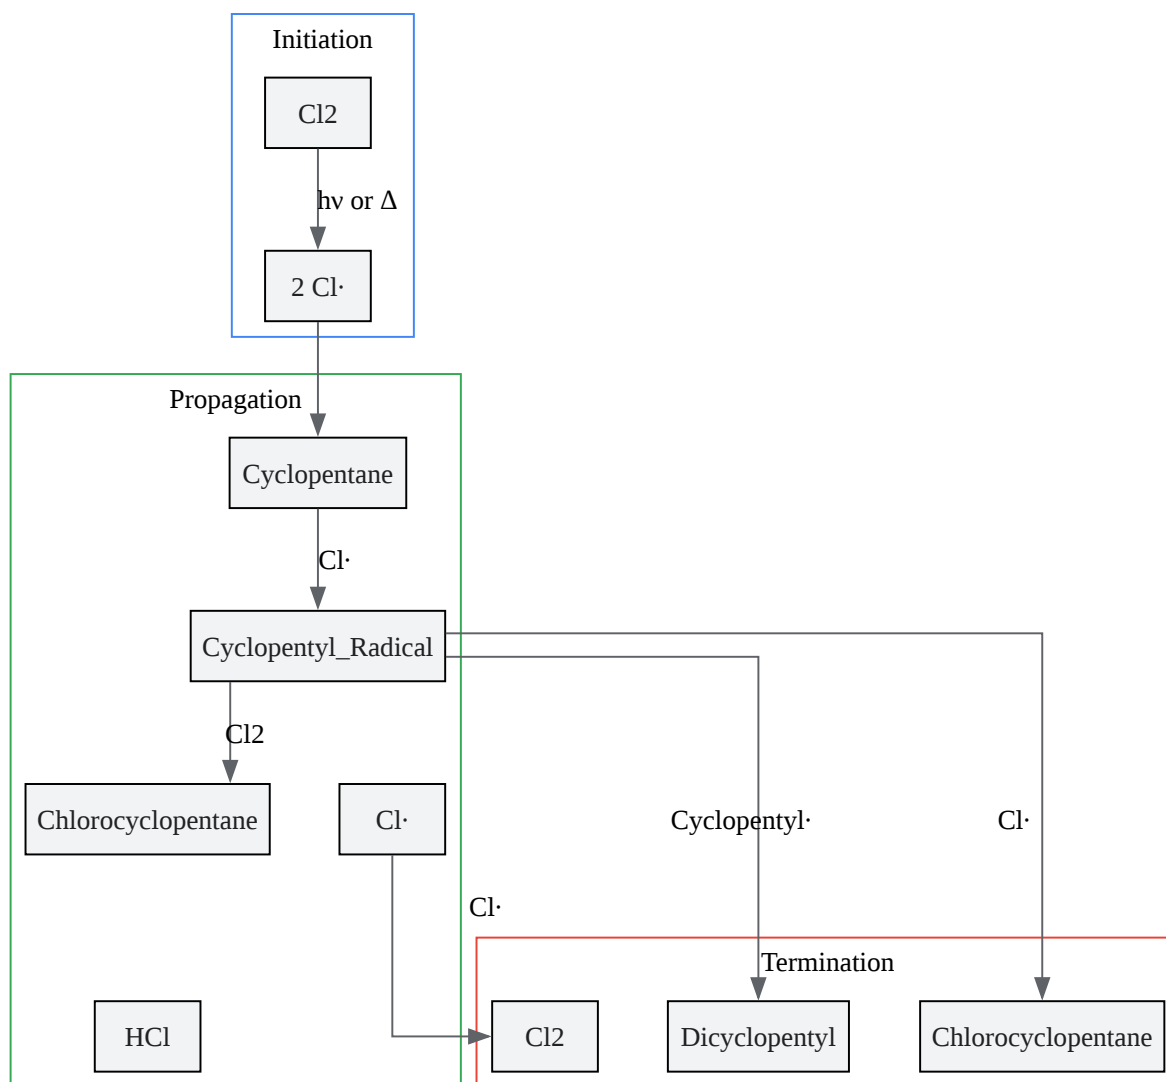 Initiation
Cl2
hν or Δ
2 Cl·
Propagation
Cyclopentane
Cl·
Cyclopentyl_Radical
Cl2
Chlorocyclopentane
Cl·
Cyclopentyl·
Cl·
Cl·
Termination
HCl
Cl2
Dicyclopentyl
Chlorocyclopentane